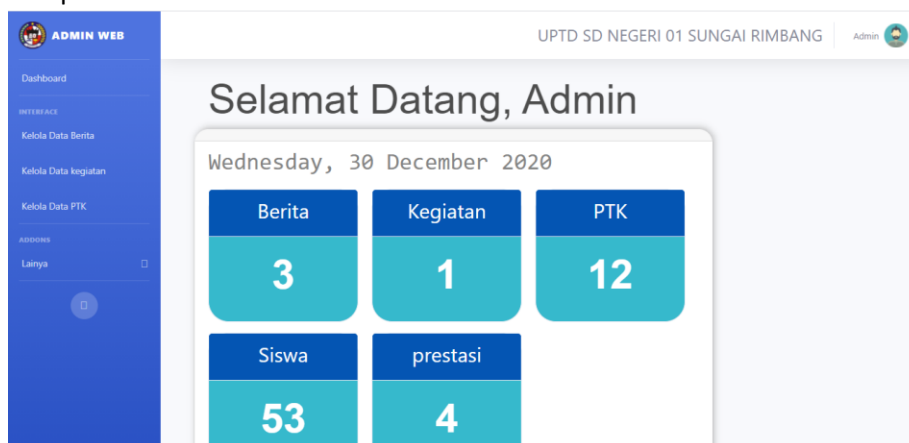 ADMIN WEB
UPTD SD NEGERI 01 SUNGAI RIMBANG
Admin
Dashboard
INTERFACE
Kelola Data Berita
Kelola Data kegiatan
Kelola Data PTK
ADDONS
Lainya
Selamat Datang, Admin
Wednesday, 30 December 2020
Berita
3
Kegiatan
1
PTK
12
Siswa
53
prestasi
4